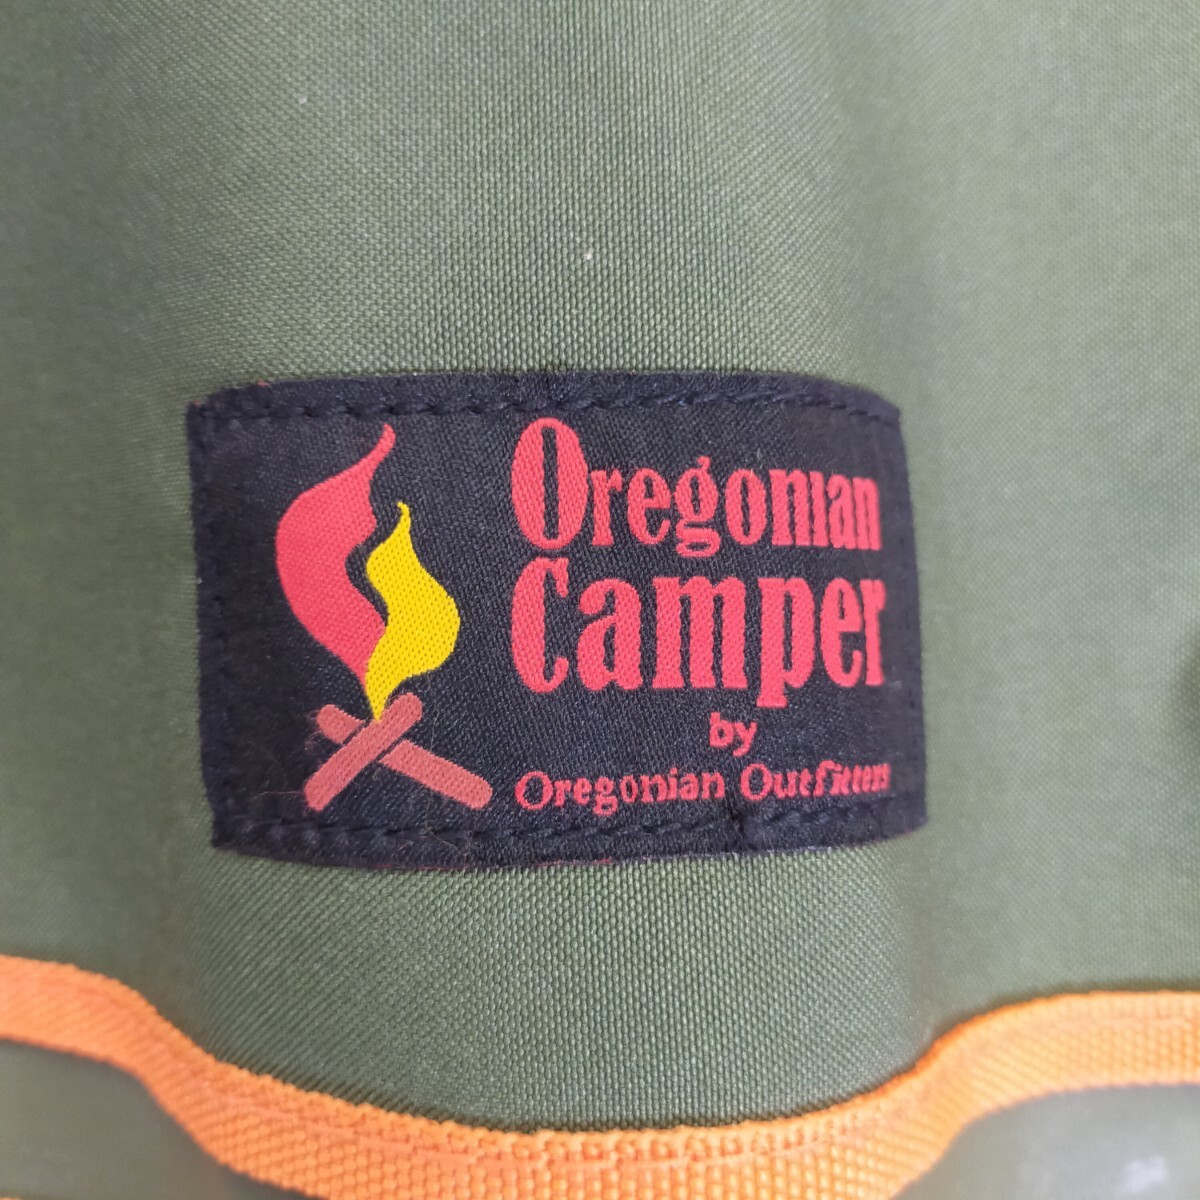 Oregonian
Camper
by
Oregonian Outfitters